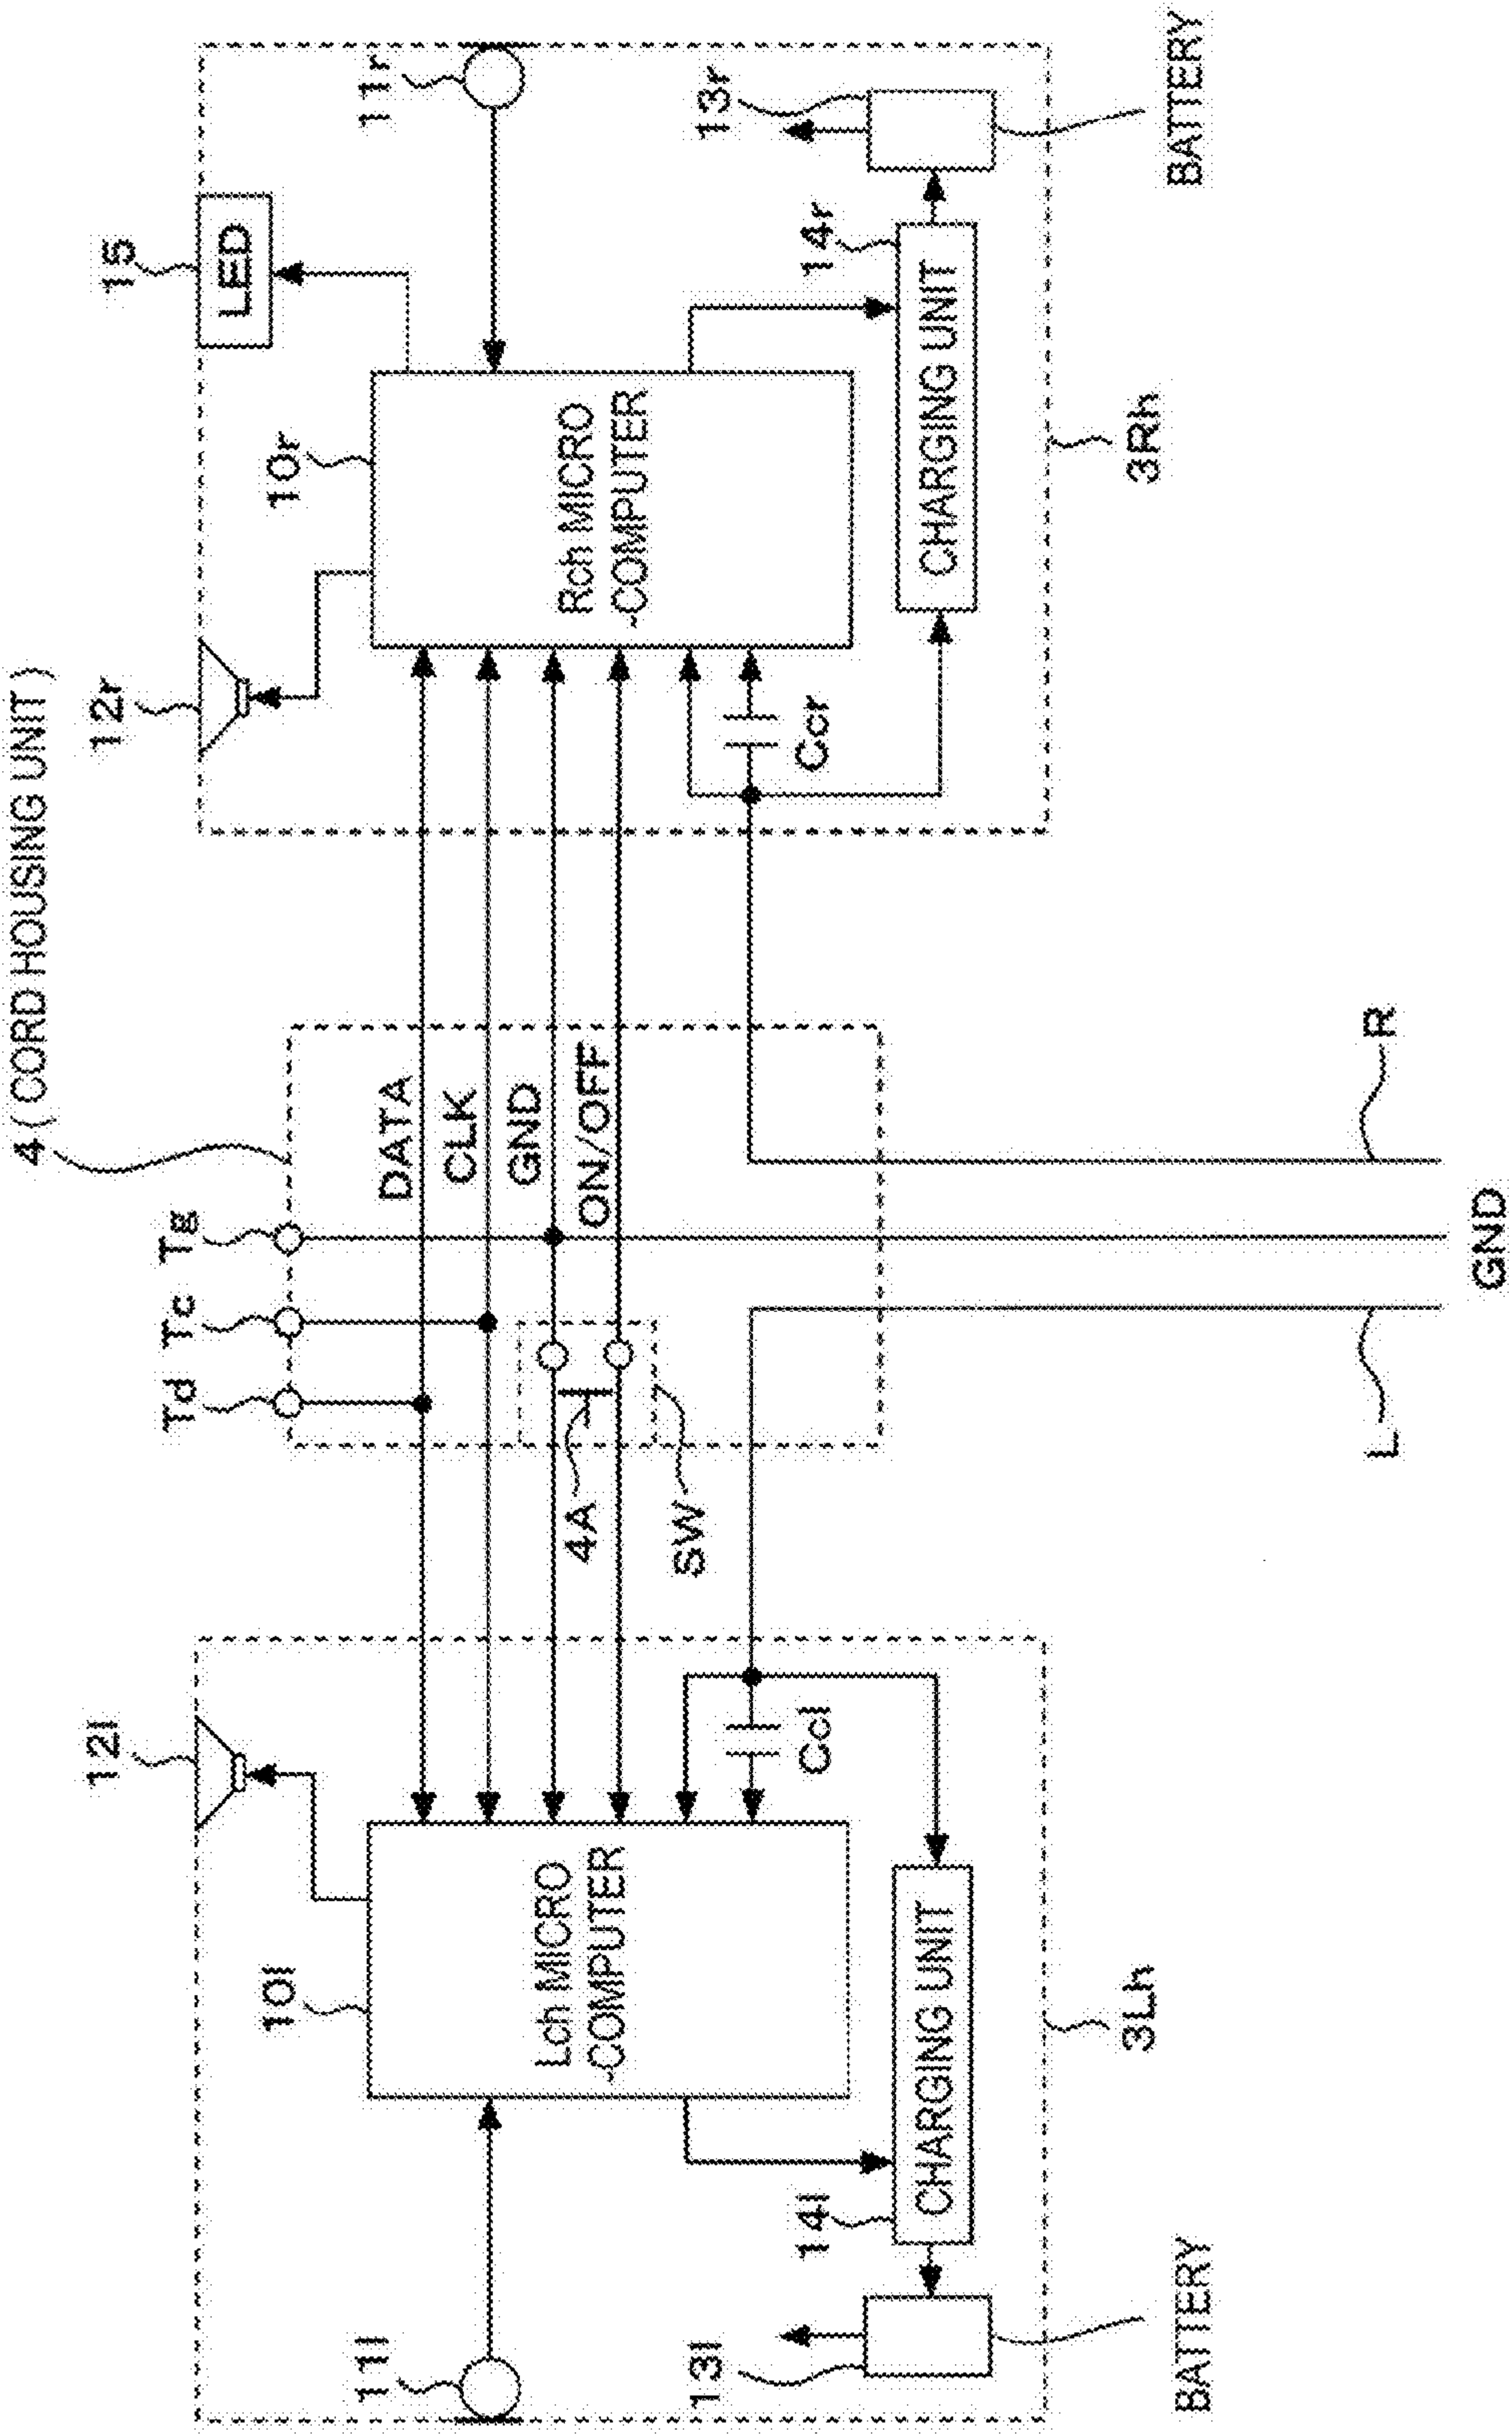 4 ( CORD HOUSING UNIT )
Td
Tc
Tg
12l
12r
15
LED
10l
10r
11l
11r
DATA
CLK
GND
ON/OFF
4A
SW
Lch MICRO
-COMPUTER
Rch MICRO
-COMPUTER
Ccl
Ccr
13l
14l
CHARGING UNIT
CHARGING UNIT
14r
13r
3Lh
3Rh
BATTERY
BATTERY
L
R
GND